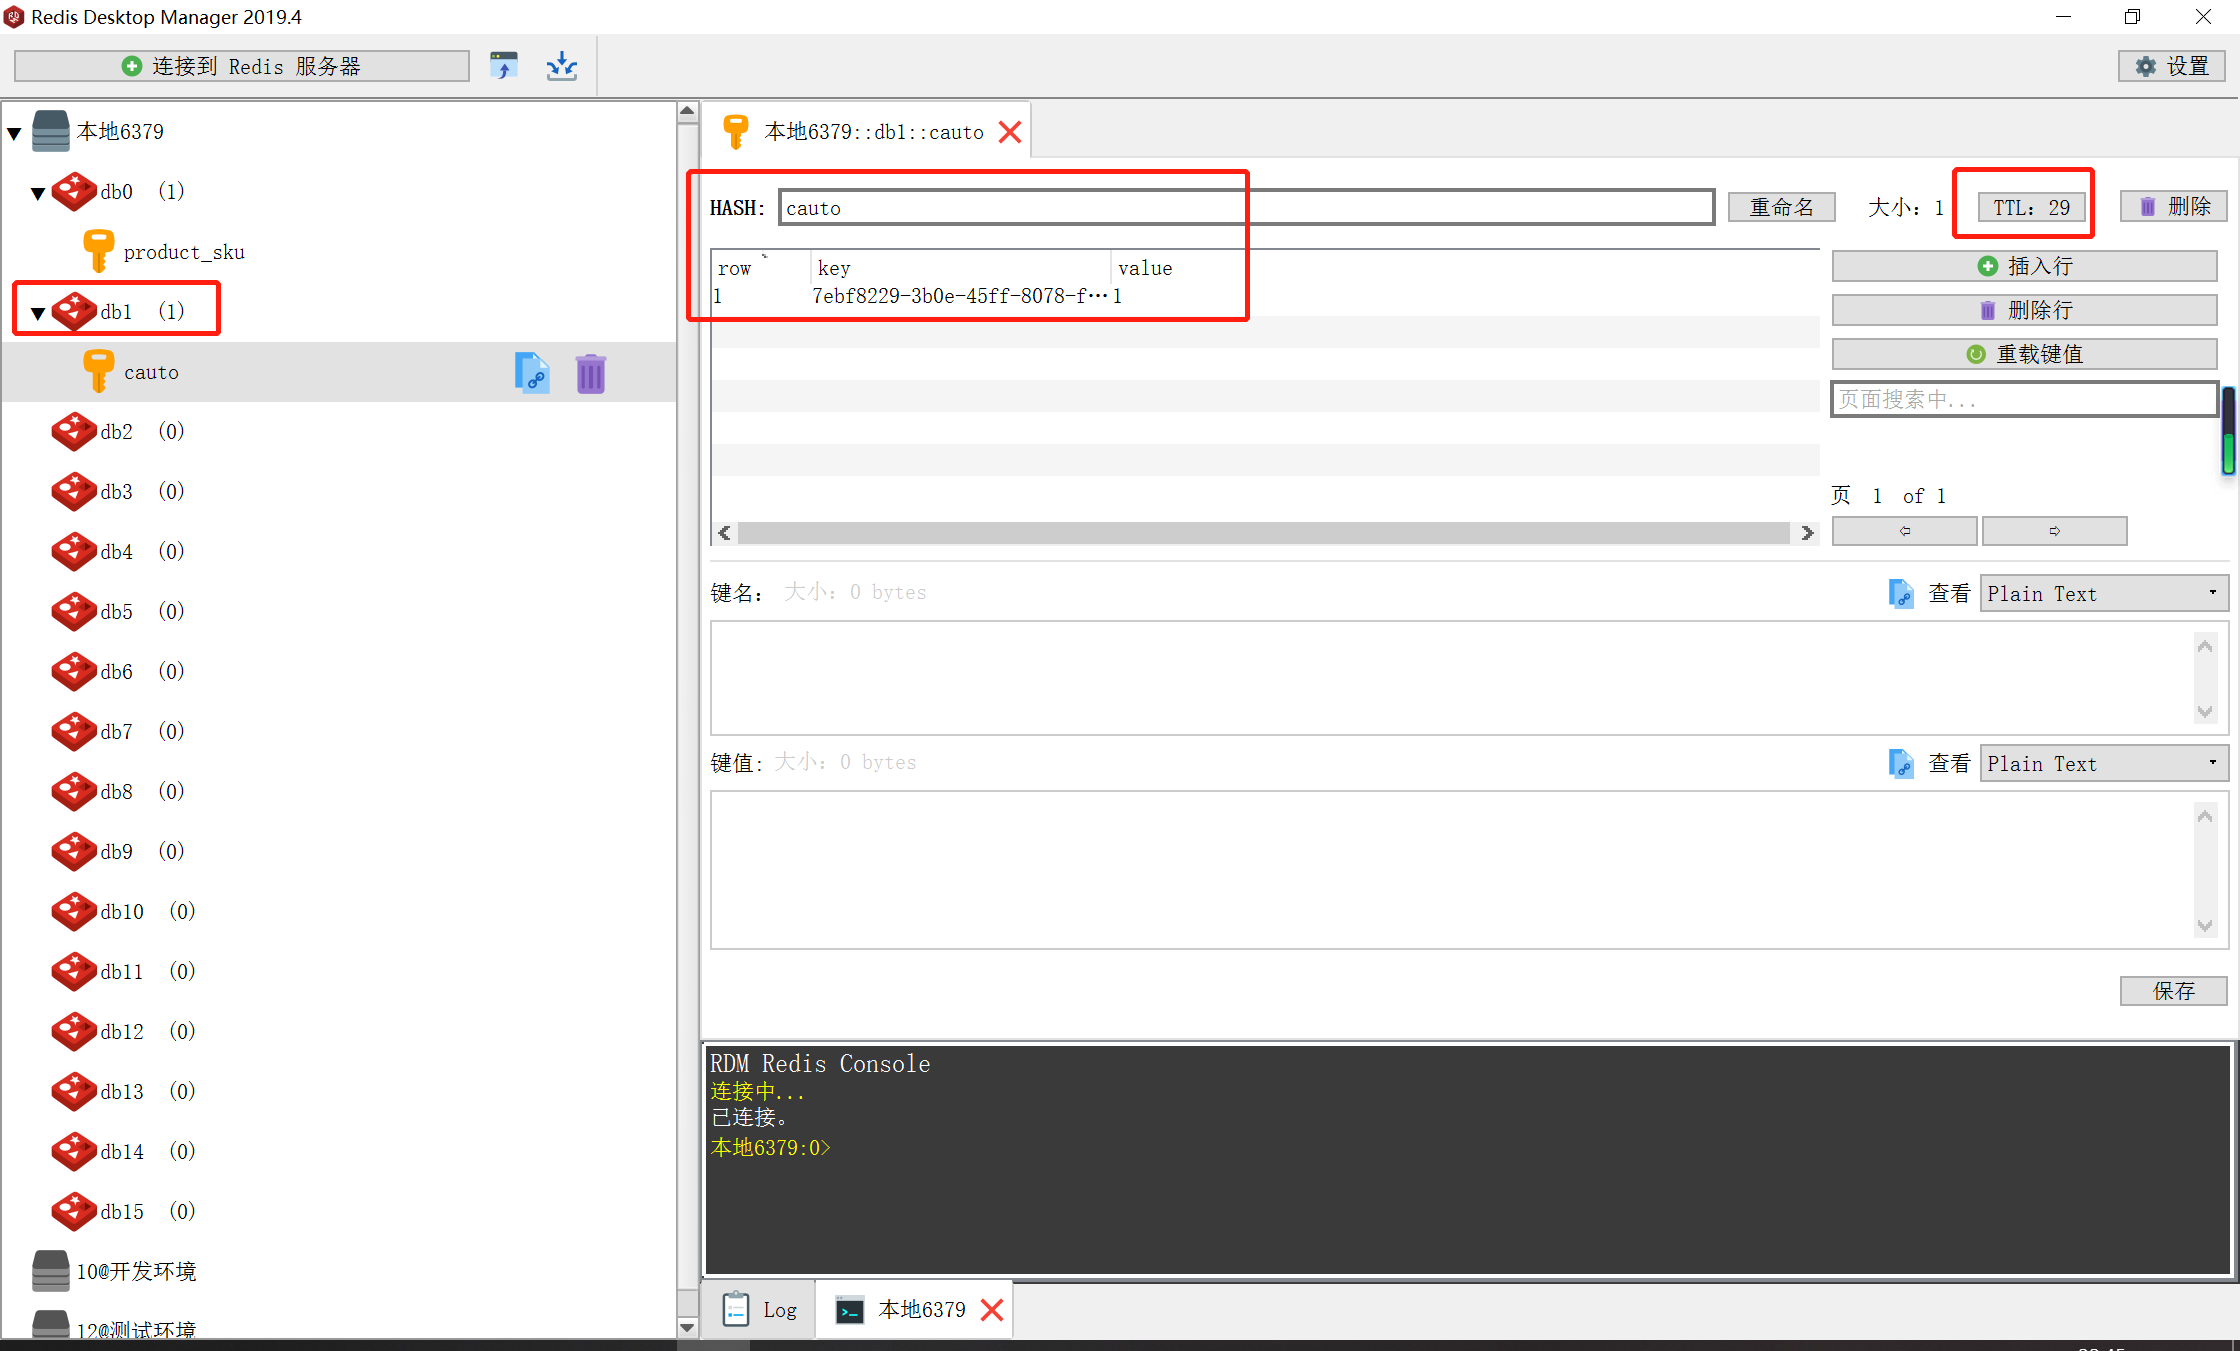 Redis Desktop Manager 2019.4
连接到 Redis 服务器
设置
本地6379
db0 (1)
product_sku
db1 (1)
cauto
db2 (0)
db3 (0)
db4 (0)
db5 (0)
db6 (0)
db7 (0)
db8 (0)
db9 (0)
db10 (0)
db11 (0)
db12 (0)
db13 (0)
db14 (0)
db15 (0)
10@开发环境
12@测试环境
本地6379::db1::cauto
HASH: cauto 重命名 大小: 1 TTL: 29 删除
row key value
1 7ebf8229-3b0e-45ff-8078-f… 1
插入行
删除行
重载键值
页面搜索中...
页 1 of 1
键名: 大小: 0 bytes 查看 Plain Text
键值: 大小: 0 bytes 查看 Plain Text
保存
RDM Redis Console
连接中...
已连接。
本地6379:0>
Log 本地6379